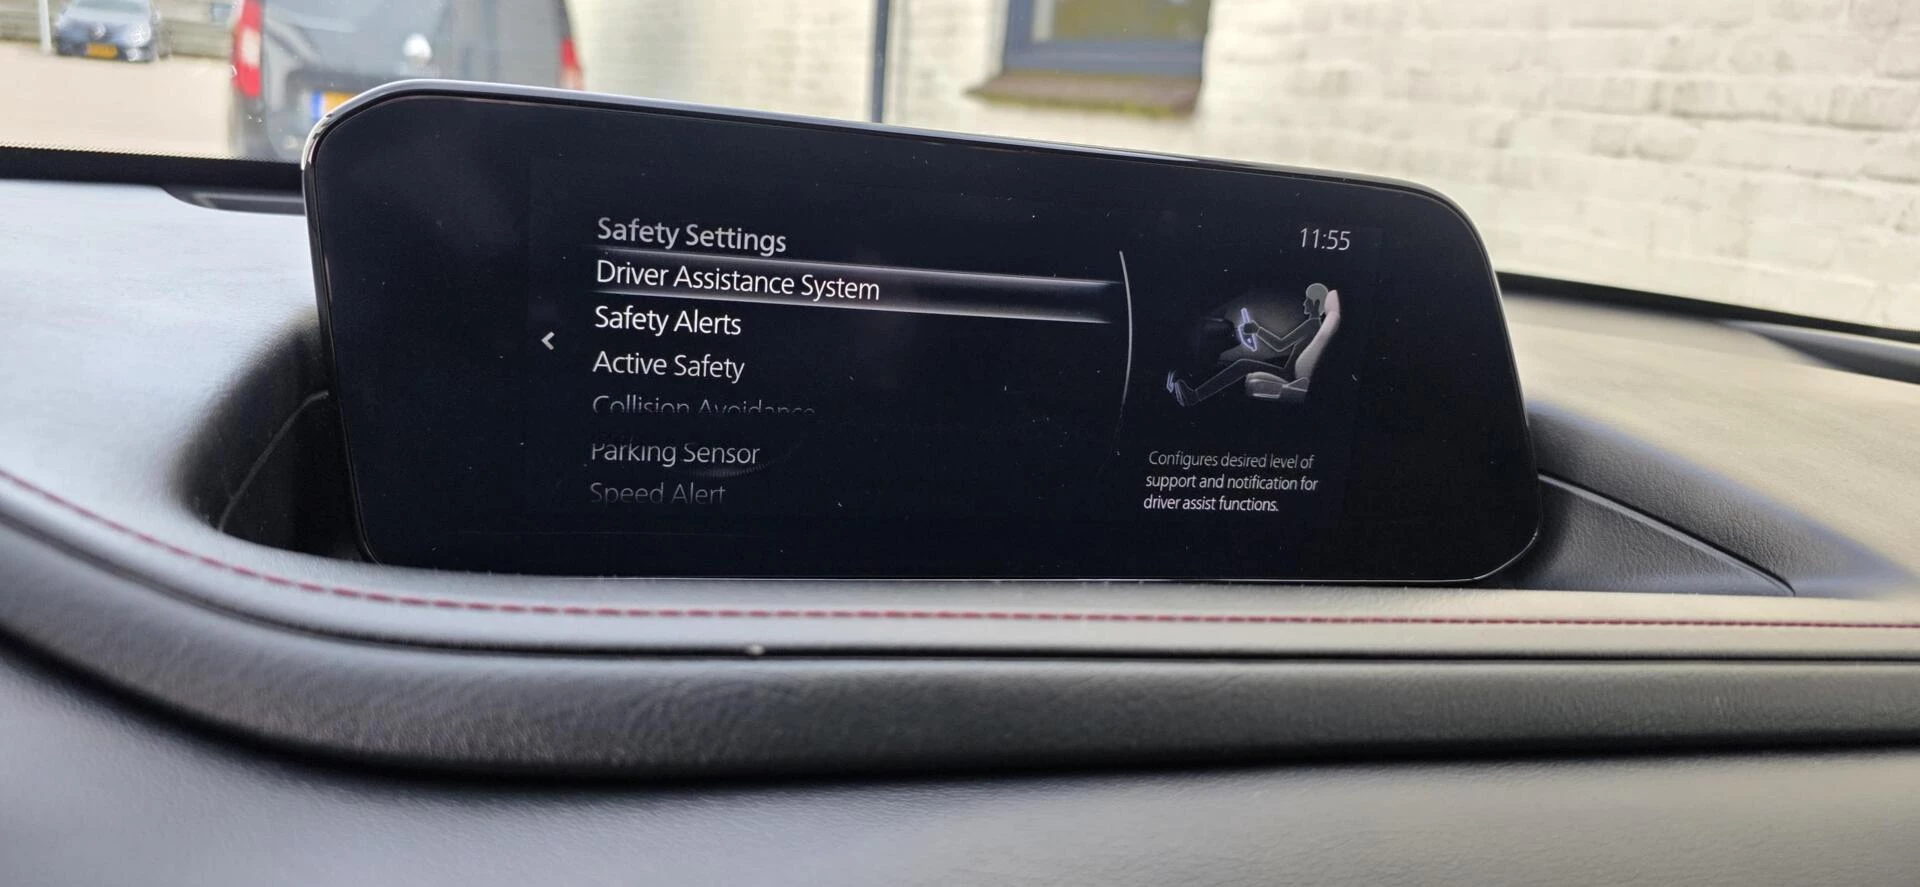 Safety Settings
11:55
Driver Assistance System
Safety Alerts
Active Safety
Collision Avoidance
Parking Sensor
Speed Alert
Configures desired level of
support and notification for
driver assist functions.